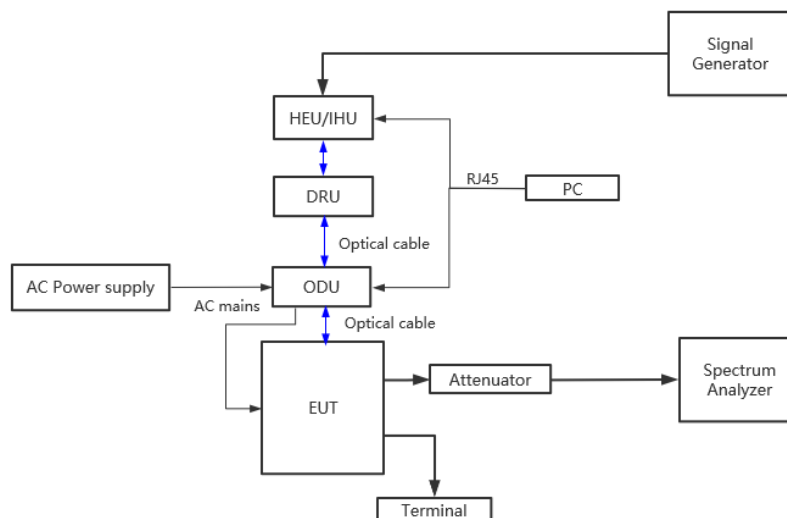 Signal
Generator
HEU/IHU
RJ45
PC
DRU
Optical cable
AC Power supply
ODU
AC mains
Optical cable
EUT
Attenuator
Spectrum
Analyzer
Terminal